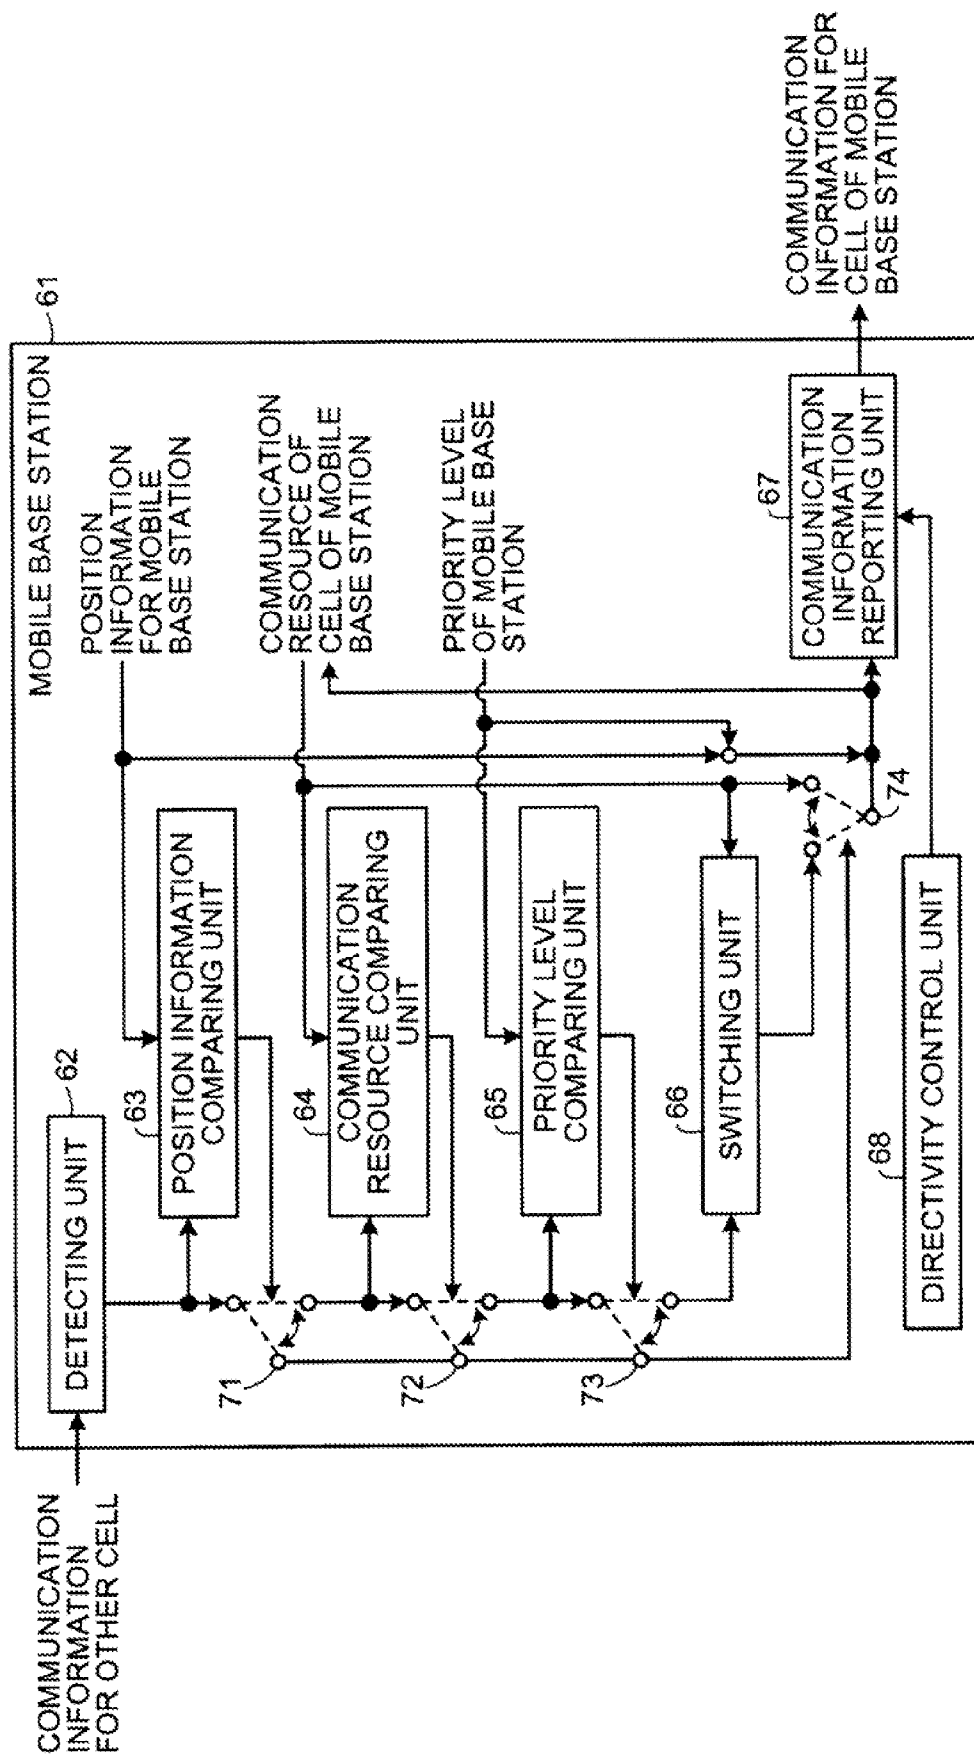 COMMUNICATION
INFORMATION
FOR OTHER CELL
MOBILE BASE STATION
61
DETECTING UNIT
62
POSITION
INFORMATION
FOR MOBILE
BASE STATION
63
POSITION INFORMATION
COMPARING UNIT
71
COMMUNICATION
RESOURCE OF
CELL OF MOBILE
BASE STATION
64
COMMUNICATION
RESOURCE COMPARING
UNIT
72
PRIORITY LEVEL
OF MOBILE BASE
STATION
65
PRIORITY LEVEL
COMPARING UNIT
73
66
SWITCHING UNIT
74
67
COMMUNICATION
INFORMATION
REPORTING UNIT
COMMUNICATION
INFORMATION FOR
CELL OF MOBILE
BASE STATION
68
DIRECTIVITY CONTROL UNIT